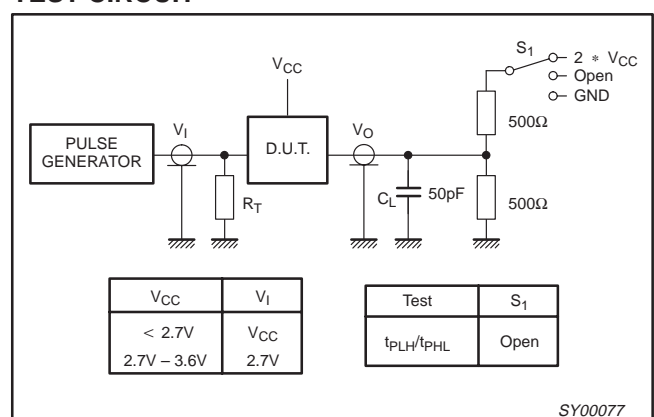 TEST CIRCUIT
S1
2 * VCC
Open
GND
VCC
500Ω
PULSE
GENERATOR
VI
D.U.T.
VO
RT
CL
50pF
500Ω
VCC VI
< 2.7V VCC
2.7V – 3.6V 2.7V
Test S1
tPLH/tPHL Open
SY00077